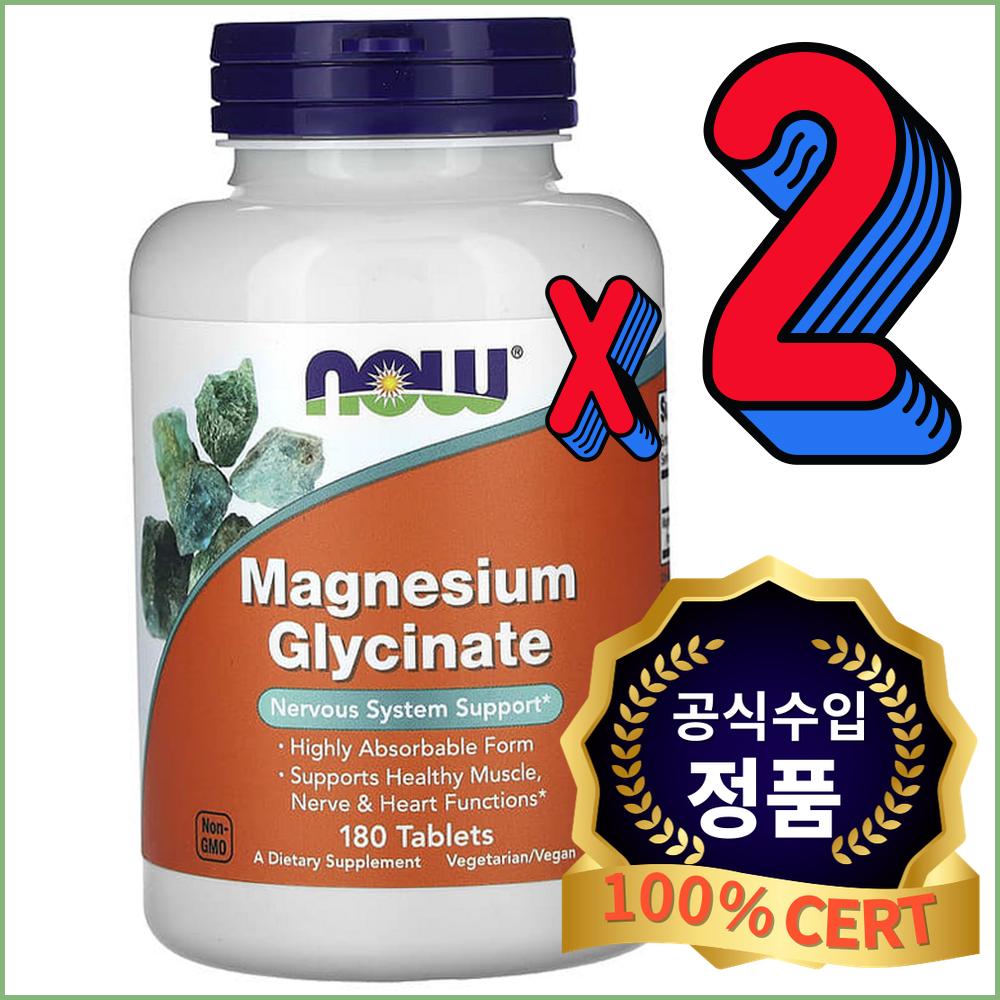 now®
x2
Magnesium
Glycinate
Nervous System Support*
· Highly Absorbable Form
· Supports Healthy Muscle,
Nerve & Heart Functions*
180 Tablets
Non-
GMO
A Dietary Supplement Vegetarian/Vegan
공식수입
정품
100% CERT